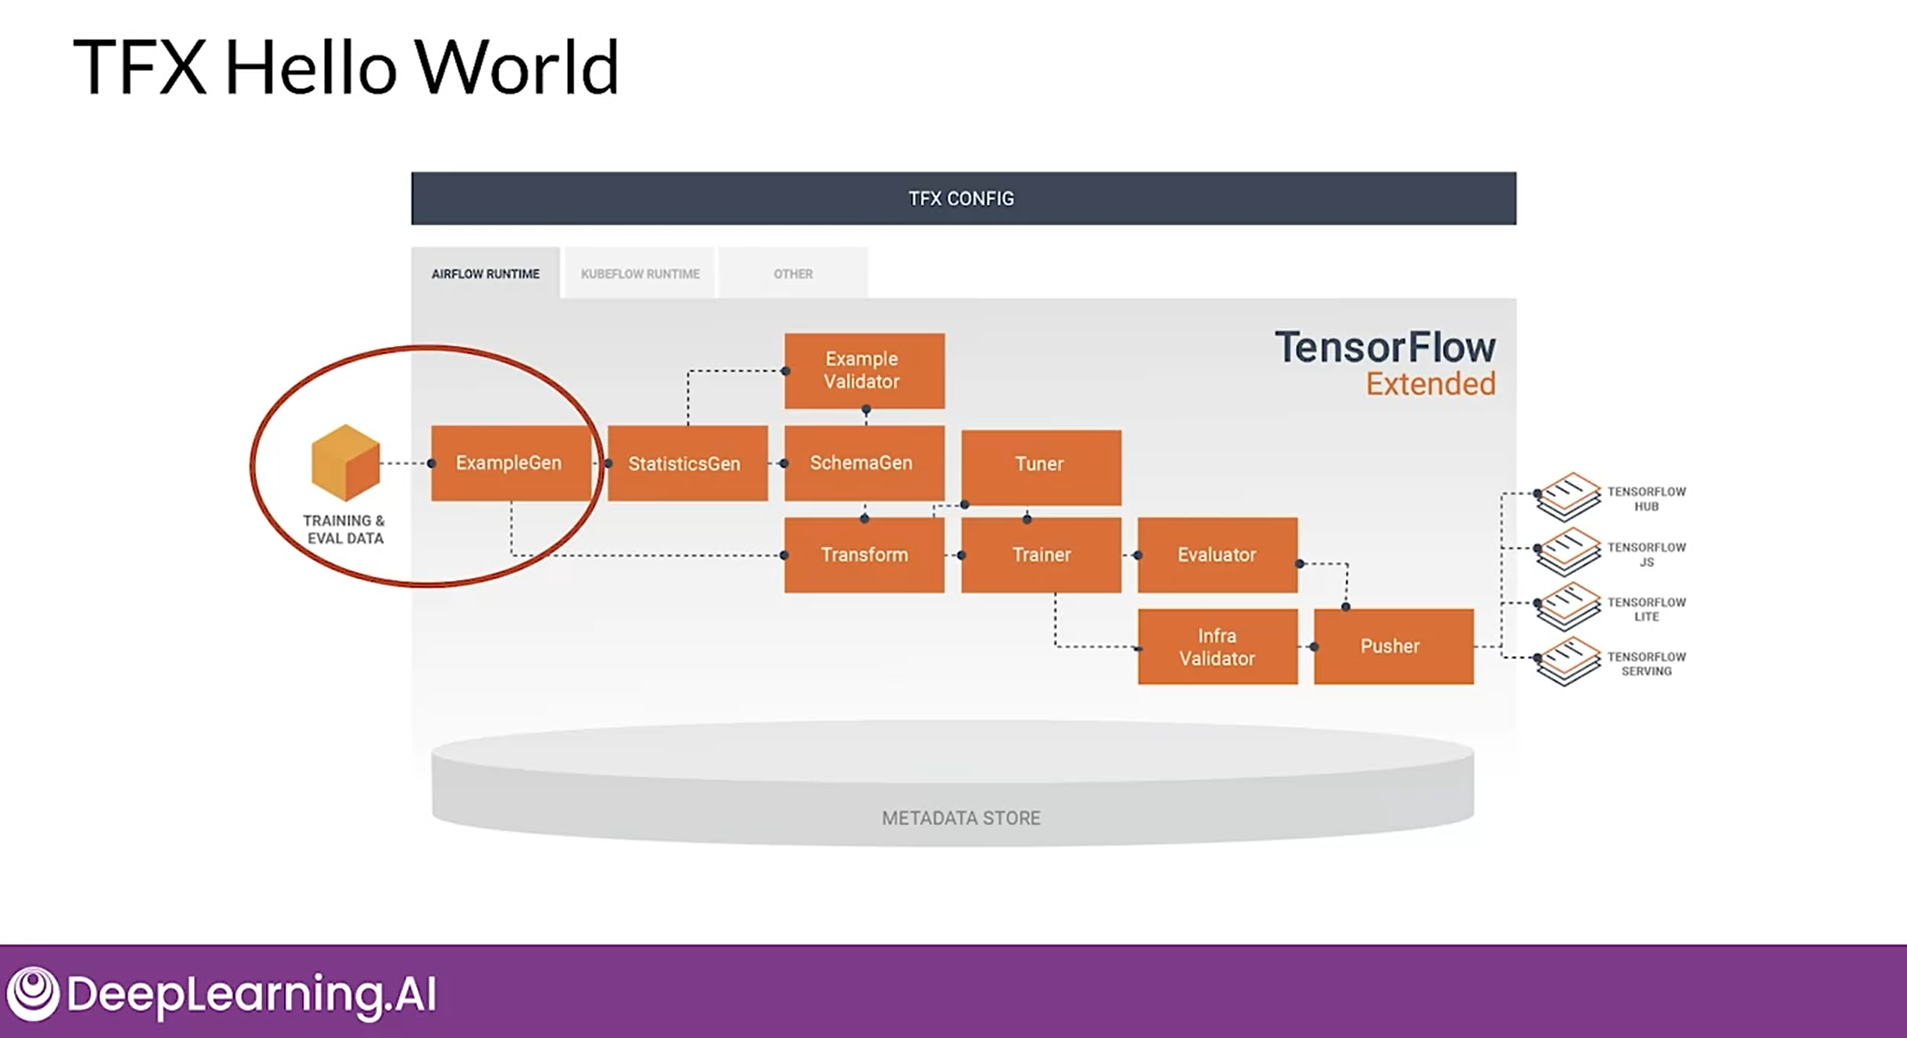 TFX Hello World
TFX CONFIG
AIRFLOW RUNTIME
KUBEFLOW RUNTIME
OTHER
TensorFlow
Extended
Example
Validator
TRAINING &
EVAL DATA
ExampleGen
StatisticsGen
SchemaGen
Tuner
Transform
Trainer
Evaluator
Infra
Validator
Pusher
TENSORFLOW
HUB
TENSORFLOW
JS
TENSORFLOW
LITE
TENSORFLOW
SERVING
METADATA STORE
DeepLearning.AI